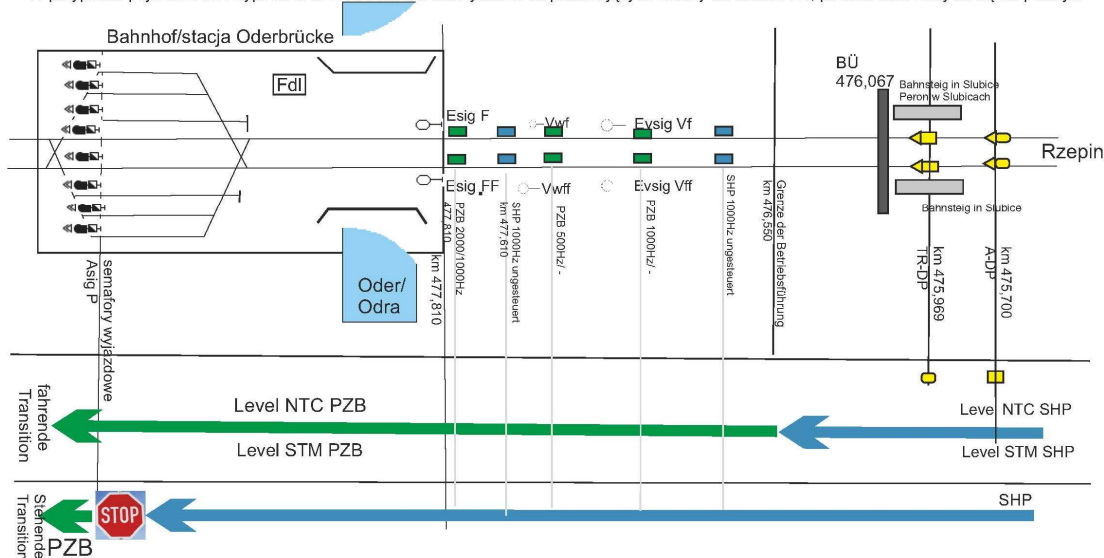 Bahnhof/stacja Oderbrücke
Fdl
Esig F
Vwf
Evsig Vf
BÜ
476,067
Bahnsteig in Slubice
Peron w Slubicach
Rzepin
Esig FF
Vwff
Evsig Vff
Bahnsteig in Slubice
Oder/
Odra
km 477,810
477,810
PZB 2000/1000Hz
SHP 1000Hz ungesteuert
km 477,610
PZB 500Hz/ -
PZB 1000Hz/ -
SHP 1000Hz ungesteuert
Grenze der Betriebsführung
km 476,550
km 475,969
TR-DP
km 475,700
A-DP
semafory wyjazdowe
Asig P
fahrende
Transition
Level NTC PZB
Level STM PZB
Level NTC SHP
Level STM SHP
Stehende
Transition
STOP
SHP
PZB